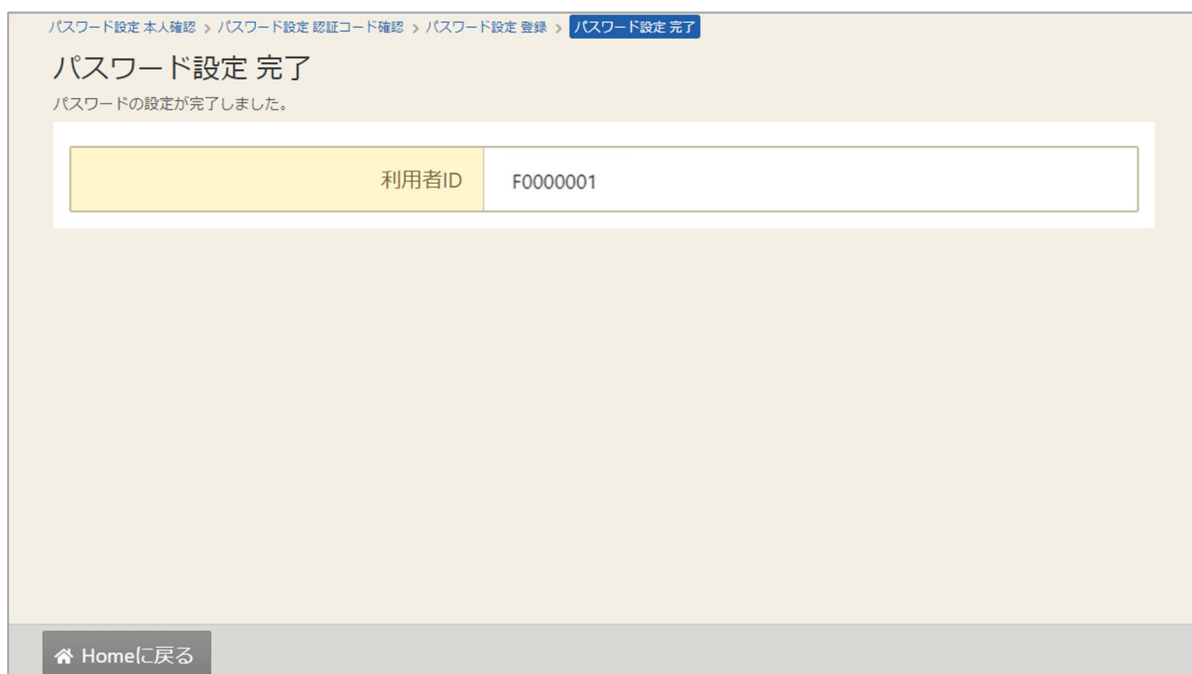 パスワード設定 本人確認 > パスワード設定 認証コード確認 > パスワード設定 登録 > パスワード設定 完了
パスワード設定 完了
パスワードの設定が完了しました。
利用者ID F0000001
Homeに戻る